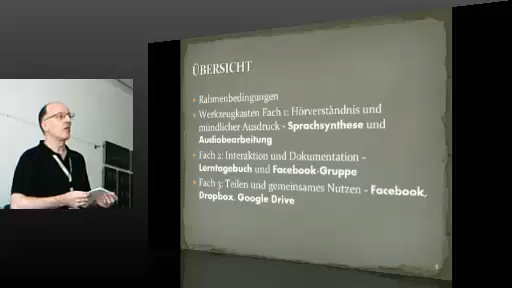 ÜBERSICHT
Rahmenbedingungen
Werkzeugkasten Fach 1: Hörverständnis und
mündlicher Ausdruck - Sprachsynthese und
Audiobearbeitung
Fach 2: Interaktion und Dokumentation -
Lerntagebuch und Facebook-Gruppe
Fach 3: Teilen und gemeinsames Nutzen - Facebook,
Dropbox, Google Drive
2